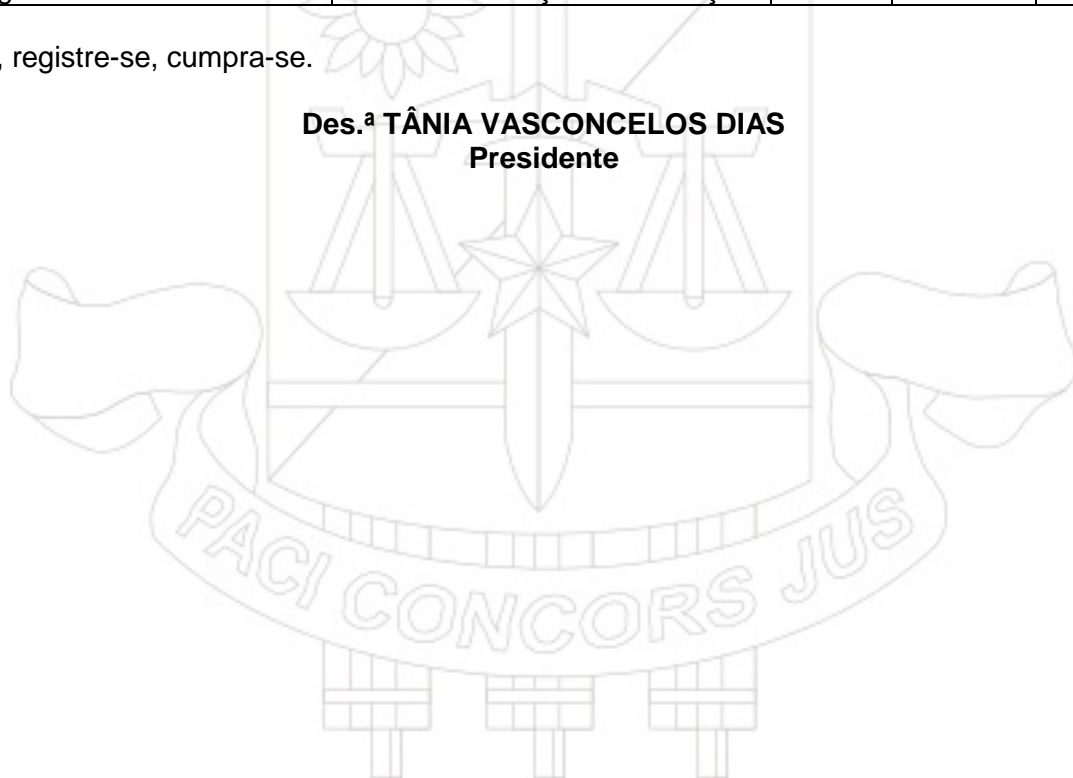 , registre-se, cumpra-se.
Des.ª TÂNIA VASCONCELOS DIAS
Presidente
PACI CONCORS JUS